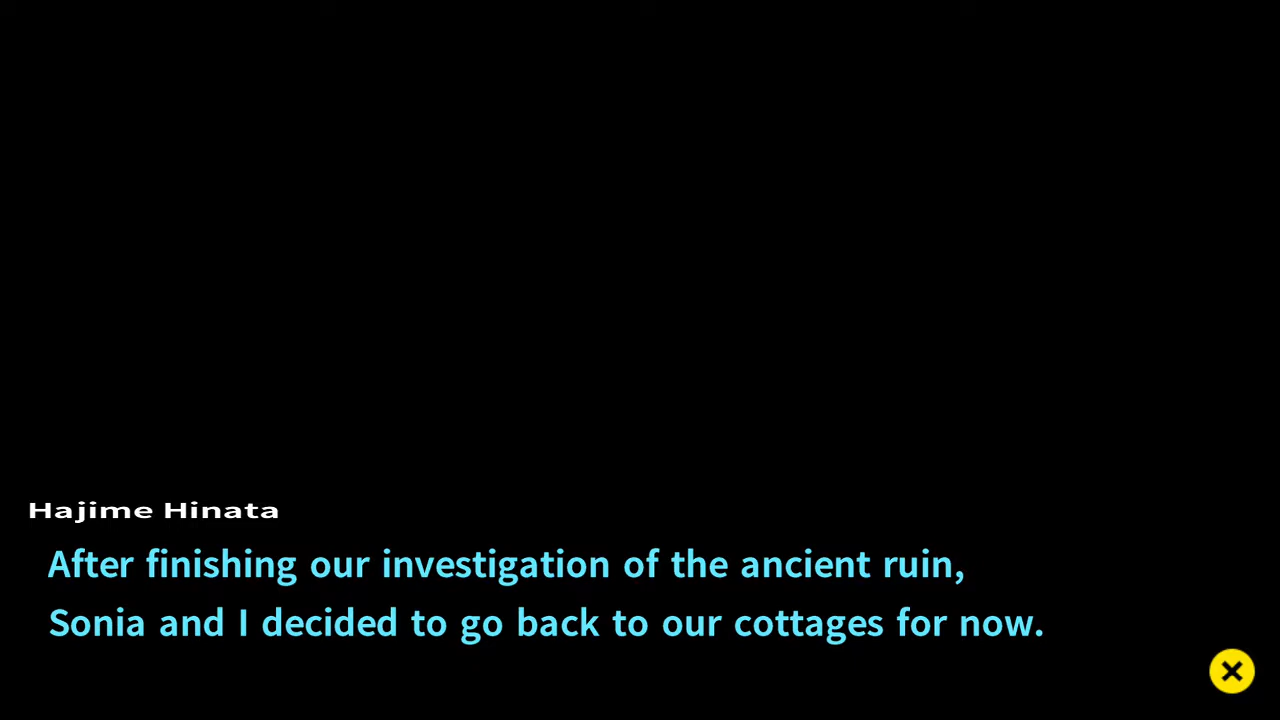 Hajime Hinata
After finishing our investigation of the ancient ruin,
Sonia and I decided to go back to our cottages for now.